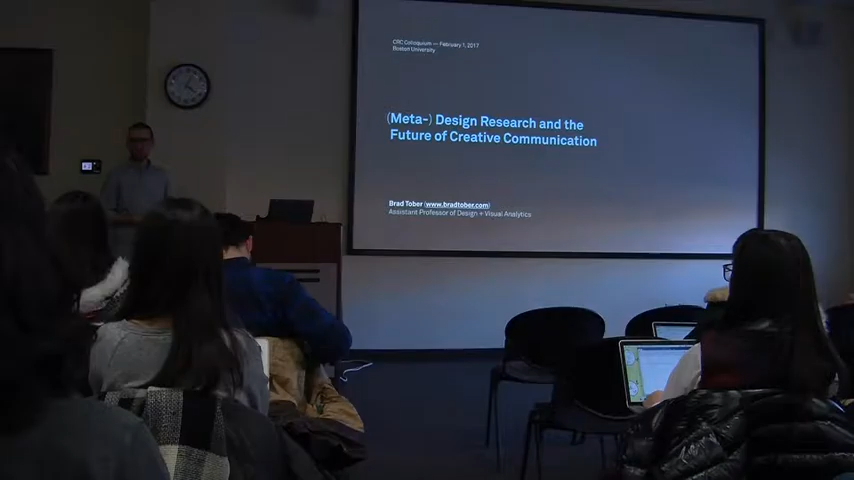 CRC Colloquium — February 1, 2017
Boston University
(Meta-) Design Research and the
Future of Creative Communication
Brad Tober (www.bradtober.com)
Assistant Professor of Design + Visual Analytics